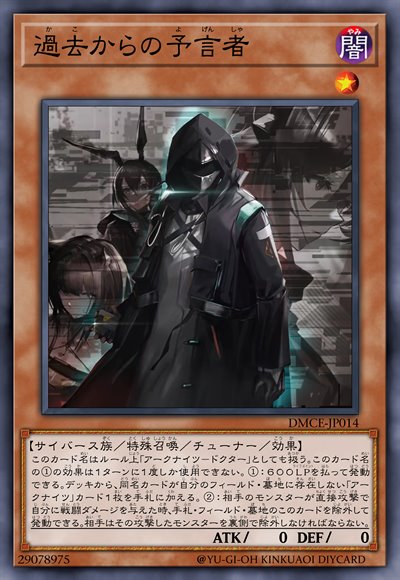 過去からの予言者
闇
DMCE-JP014
【サイバース族／特殊召喚／チューナー／効果】
このカード名はルール上「アークナイツ－ドクター」としても扱う。このカード名
の①の効果は1ターンに1度しか使用できない。①：６００ＬＰを払って発動
できる。デッキから、同名カードが自分のフィールド・墓地に存在しない「アーク
ナイツ」カード１枚を手札に加える。②：相手のモンスターが直接攻撃で
自分に戦闘ダメージを与えた時、手札・フィールド・墓地のこのカードを除外して
発動できる。相手はその攻撃したモンスターを裏側で除外しなければならない。
ATK/ 0 DEF/ 0
29078975 @YU-GI-OH KINKUAOI DIYCARD